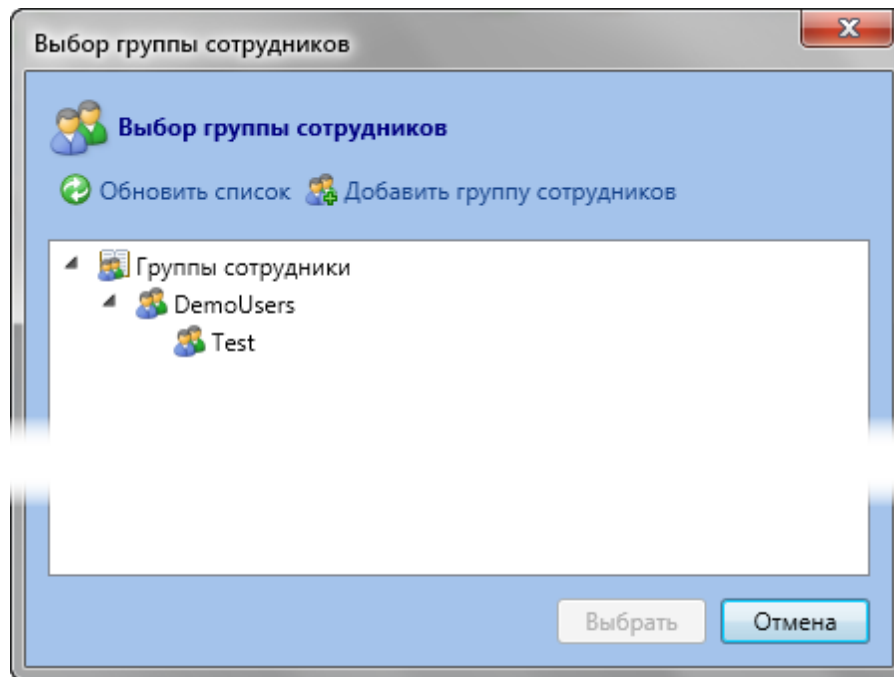 Выбор группы сотрудников
Выбор группы сотрудников
Обновить список Добавить группу сотрудников
Группы сотрудники
DemoUsers
Test
Выбрать Отмена